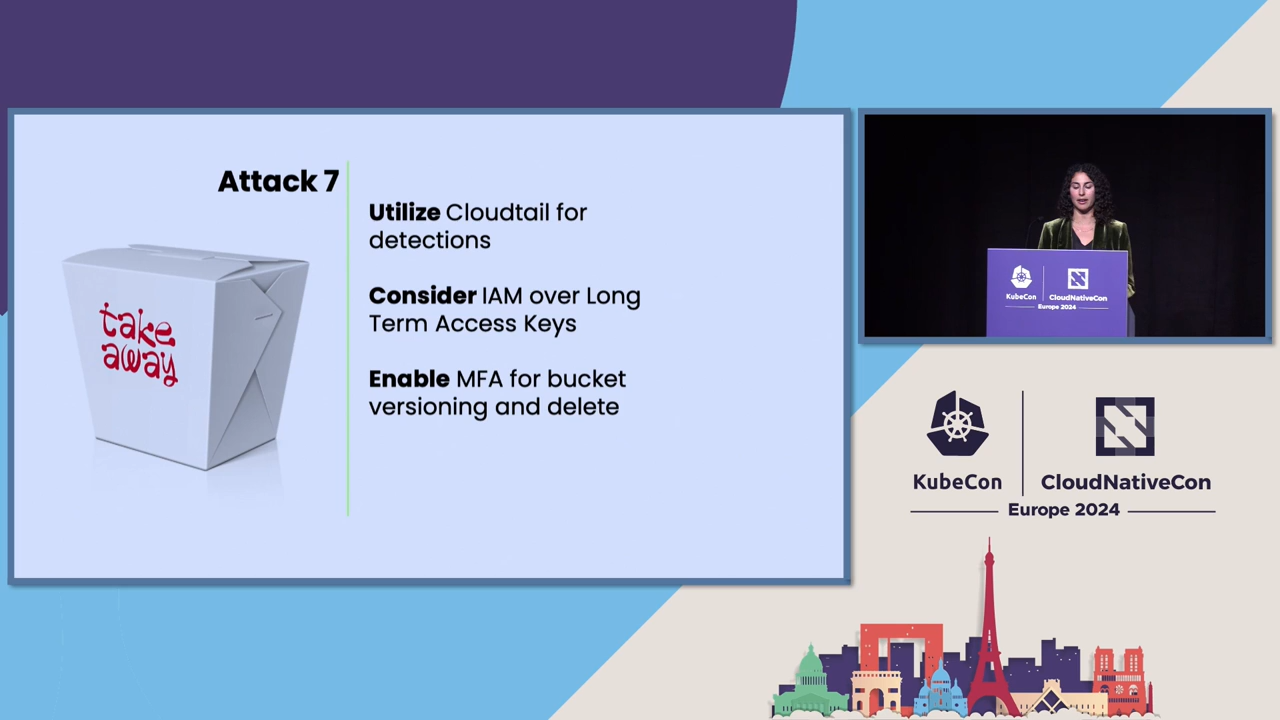 Attack 7
take
away
Utilize Cloudtail for
detections
Consider IAM over Long
Term Access Keys
Enable MFA for bucket
versioning and delete
KubeCon
CloudNativeCon
Europe 2024
KubeCon
CloudNativeCon
Europe 2024